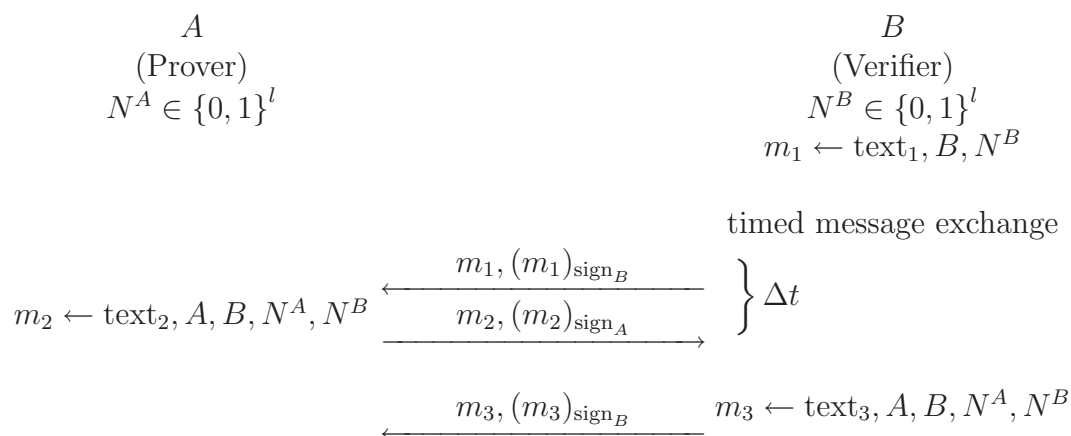 A B
(Prover) (Verifier)
N^A ∈ {0, 1}^l N^B ∈ {0, 1}^l
m_1 ← text_1, B, N^B
timed message exchange
m_1, (m_1)_{sign_B}
} Δt
m_2 ← text_2, A, B, N^A, N^B m_2, (m_2)_{sign_A}
m_3, (m_3)_{sign_B} m_3 ← text_3, A, B, N^A, N^B